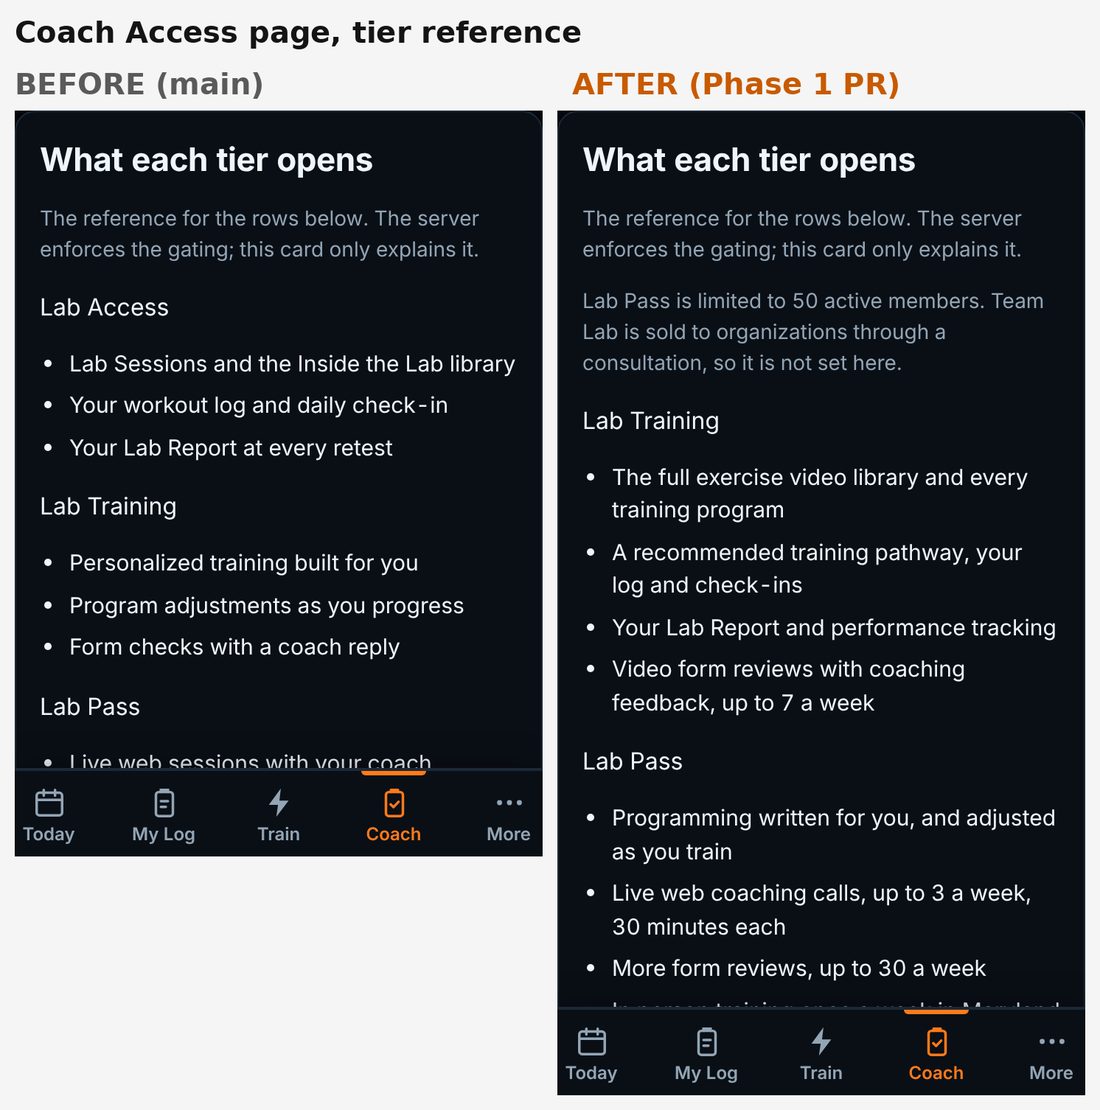 Coach Access page, tier reference
BEFORE (main)
What each tier opens
The reference for the rows below. The server
enforces the gating; this card only explains it.
Lab Access
• Lab Sessions and the Inside the Lab library
• Your workout log and daily check-in
• Your Lab Report at every retest
Lab Training
• Personalized training built for you
• Program adjustments as you progress
• Form checks with a coach reply
Lab Pass
• Live web sessions with your coach
Today
My Log
Train
Coach
More
AFTER (Phase 1 PR)
What each tier opens
The reference for the rows below. The server
enforces the gating; this card only explains it.
Lab Pass is limited to 50 active members. Team
Lab is sold to organizations through a
consultation, so it is not set here.
Lab Training
• The full exercise video library and every
training program
• A recommended training pathway, your
log and check-ins
• Your Lab Report and performance tracking
• Video form reviews with coaching
feedback, up to 7 a week
Lab Pass
• Programming written for you, and adjusted
as you train
• Live web coaching calls, up to 3 a week,
30 minutes each
• More form reviews, up to 30 a week
Today
My Log
Train
Coach
More